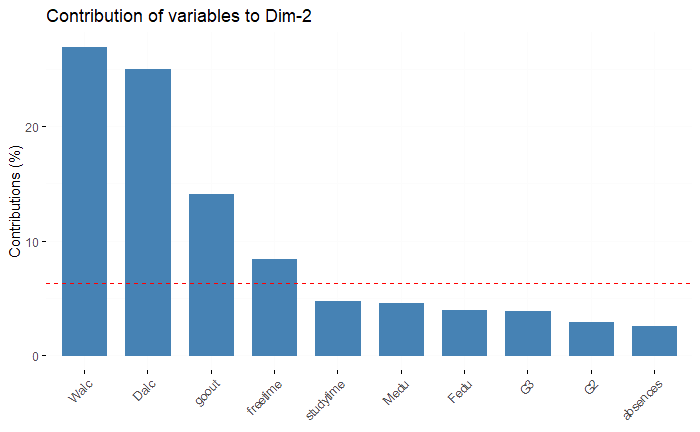 Contribution of variables to Dim-2
Contributions (%)
20
10
0
Walc
Dalc
goout
freetime
studytime
Medu
Fedu
G3
G2
absences